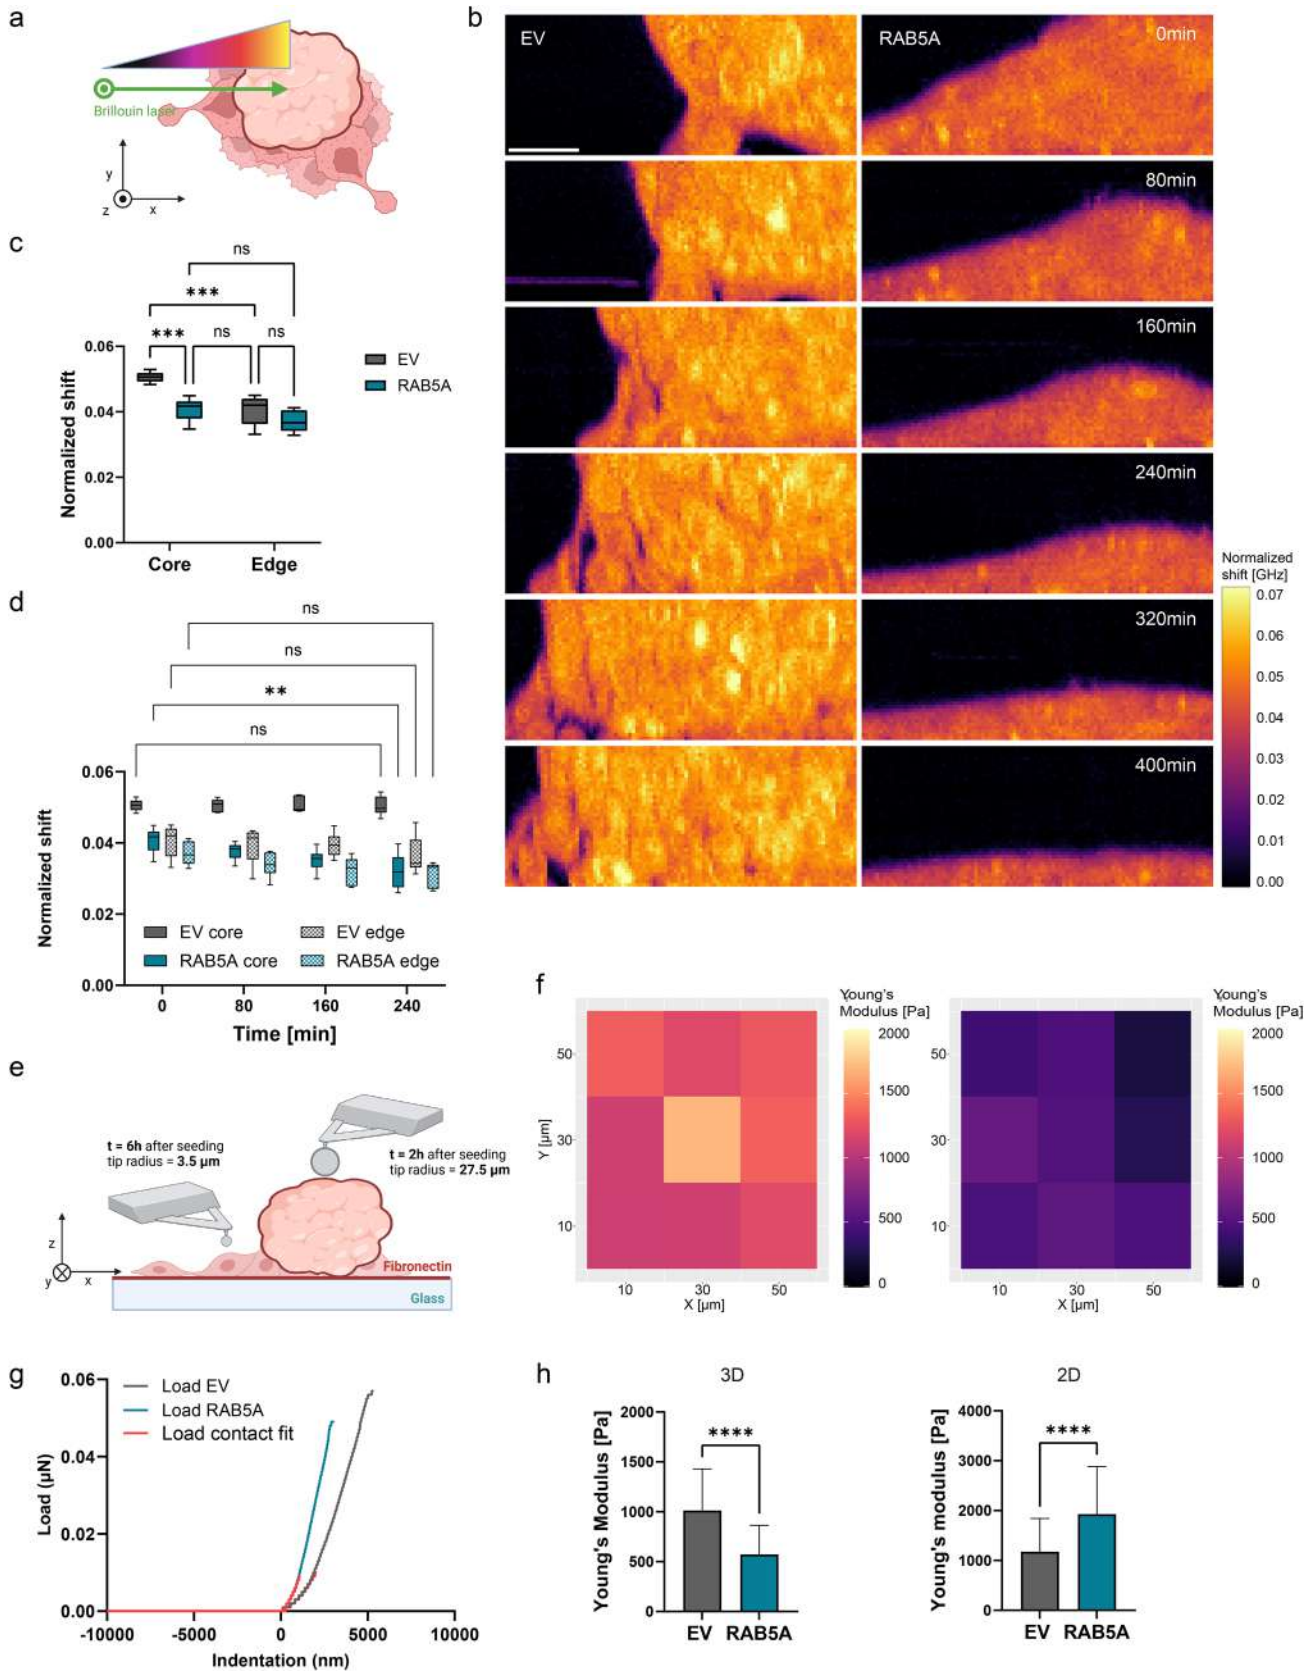 a
Brillouin laser
y
z
x
b
EV
RAB5A
0min
80min
160min
240min
320min
400min
Normalized
shift [GHz]
0.07
0.06
0.05
0.04
0.03
0.02
0.01
0.00
c
ns
***
***
ns
ns
0.06
0.04
0.02
0.00
Normalized shift
Core
Edge
EV
RAB5A
d
ns
ns
**
ns
0.06
0.04
0.02
0.00
Normalized shift
EV core
EV edge
RAB5A core
RAB5A edge
0
80
160
240
Time [min]
e
t = 6h after seeding
tip radius = 3.5 µm
t = 2h after seeding
tip radius = 27.5 µm
z
y
x
Fibronectin
Glass
f
50
30
10
Y [µm]
10
30
50
X [µm]
Young's
Modulus [Pa]
2000
1500
1000
500
0
50
30
10
10
30
50
X [µm]
Young's
Modulus [Pa]
2000
1500
1000
500
0
g
Load EV
Load RAB5A
Load contact fit
0.06
0.04
0.02
0.00
Load (µN)
-10000
-5000
0
5000
10000
Indentation (nm)
h
3D
****
2000
1500
1000
500
0
Young's Modulus [Pa]
EV
RAB5A
2D
****
4000
3000
2000
1000
0
Young's modulus [Pa]
EV
RAB5A